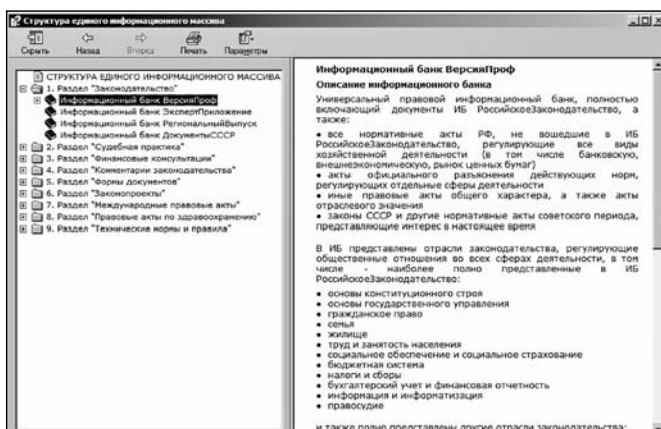 Структура единого информационного массива
Скрыть Назад Вперед Печать Параметры
СТРУКТУРА ЕДИНОГО ИНФОРМАЦИОННОГО МАССИВА
1. Раздел "Законодательство"
Информационный банк ВерсияПроф
Информационный банк ЭкспертПриложение
Информационный банк РегиональныйВыпуск
Информационный банк ДокументыСССР
2. Раздел "Судебная практика"
3. Раздел "Финансовые консультации"
4. Раздел "Комментарии законодательства"
5. Раздел "Формы документов"
6. Раздел "Законопроекты"
7. Раздел "Международные правовые акты"
8. Раздел "Правовые акты по здравоохранению"
9. Раздел "Технические нормы и правила"
Информационный банк ВерсияПроф
Описание информационного банка
Универсальный правовой информационный банк, полностью
включающий документы ИБ РоссийскоеЗаконодательство, а
также:
• все нормативные акты РФ, не вошедшие в ИБ
РоссийскоеЗаконодательство, регулирующие все виды
хозяйственной деятельности (в том числе банковскую,
внешнеэкономическую, рынок ценных бумаг)
• акты официального разъяснения действующих норм,
регулирующих отдельные сферы деятельности
• иные правовые акты общего характера, а также акты
отраслевого значения
• законы СССР и другие нормативные акты советского периода,
представляющие интерес в настоящее время
В ИБ представлены отрасли законодательства, регулирующие
общественные отношения во всех сферах деятельности, в том
числе - наиболее полно представленные в ИБ
РоссийскоеЗаконодательство:
• основы конституционного строя
• основы государственного управления
• гражданское право
• семья
• жилище
• труд и занятость населения
• социальное обеспечение и социальное страхование
• бюджетная система
• налоги и сборы
• бухгалтерский учет и финансовая отчетность
• информация и информатизация
• правосудие
и также полно представлены другие отрасли законодательства: